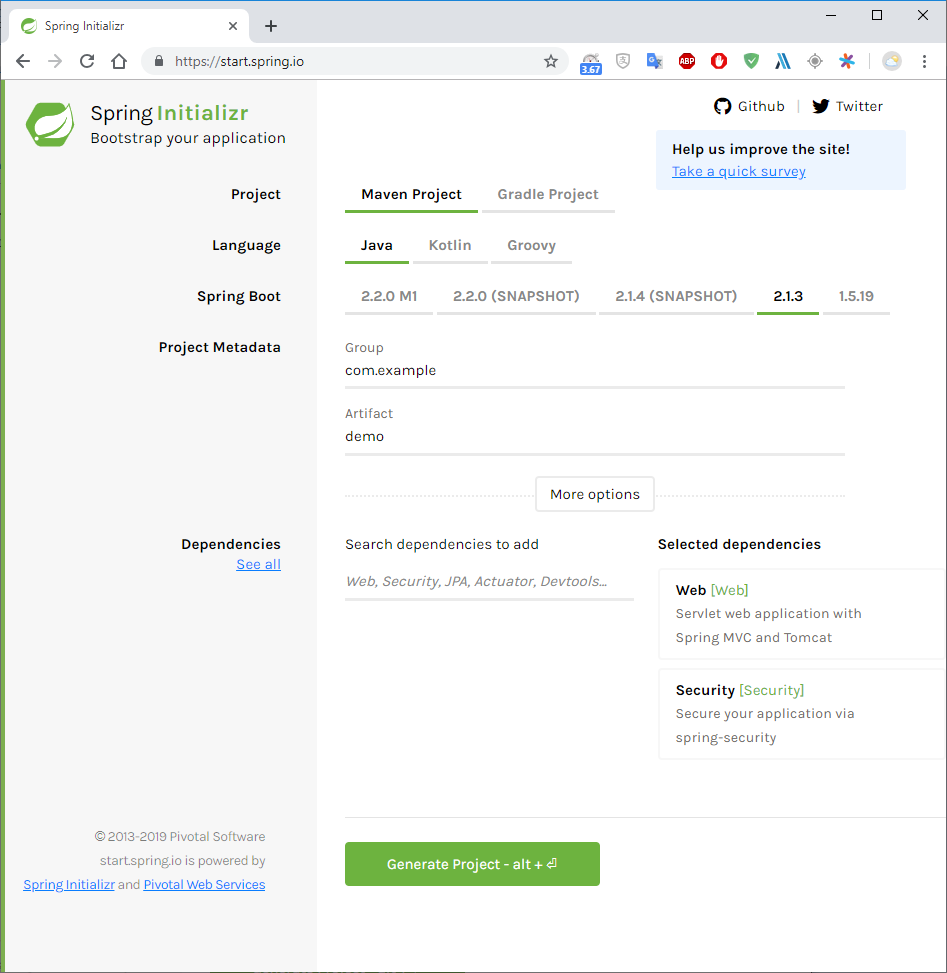 Spring Initializr
https://start.spring.io
3.67
ABP
Spring Initializr
Bootstrap your application
Github | Twitter
Help us improve the site!
Take a quick survey
Project
Maven Project
Gradle Project
Language
Java
Kotlin
Groovy
Spring Boot
2.2.0 M1
2.2.0 (SNAPSHOT)
2.1.4 (SNAPSHOT)
2.1.3
1.5.19
Project Metadata
Group
com.example
Artifact
demo
More options
Dependencies
See all
Search dependencies to add
Web, Security, JPA, Actuator, Devtools...
Selected dependencies
Web [Web]
Servlet web application with
Spring MVC and Tomcat
Security [Security]
Secure your application via
spring-security
© 2013-2019 Pivotal Software
start.spring.io is powered by
Spring Initializr and Pivotal Web Services
Generate Project - alt + ⏎